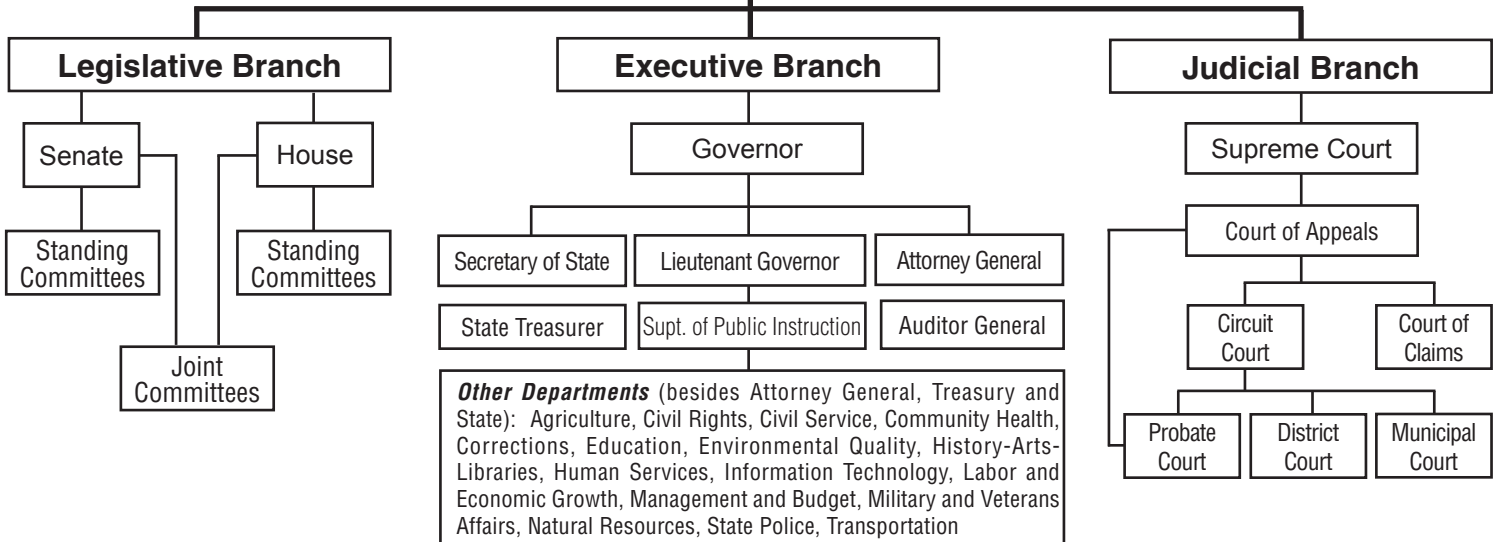 Legislative Branch
Executive Branch
Judicial Branch
Senate
House
Governor
Supreme Court
Standing
Committees
Standing
Committees
Secretary of State
Lieutenant Governor
Attorney General
Court of Appeals
State Treasurer
Supt. of Public Instruction
Auditor General
Circuit
Court
Court of
Claims
Joint
Committees
Other Departments (besides Attorney General, Treasury and
State): Agriculture, Civil Rights, Civil Service, Community Health,
Corrections, Education, Environmental Quality, History-Arts-
Libraries, Human Services, Information Technology, Labor and
Economic Growth, Management and Budget, Military and Veterans
Affairs, Natural Resources, State Police, Transportation
Probate
Court
District
Court
Municipal
Court